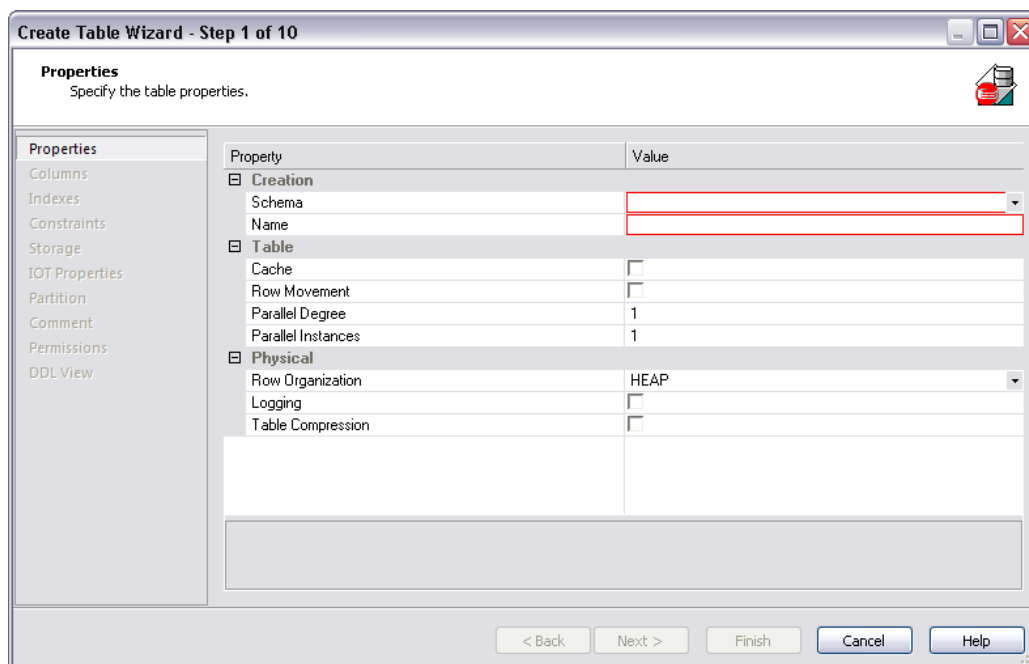 Create Table Wizard - Step 1 of 10
Properties
Specify the table properties.
Properties
Columns
Indexes
Constraints
Storage
IOT Properties
Partition
Comment
Permissions
DDL View
Property Value
Creation
Schema
Name
Table
Cache
Row Movement
Parallel Degree 1
Parallel Instances 1
Physical
Row Organization HEAP
Logging
Table Compression
< Back Next > Finish Cancel Help